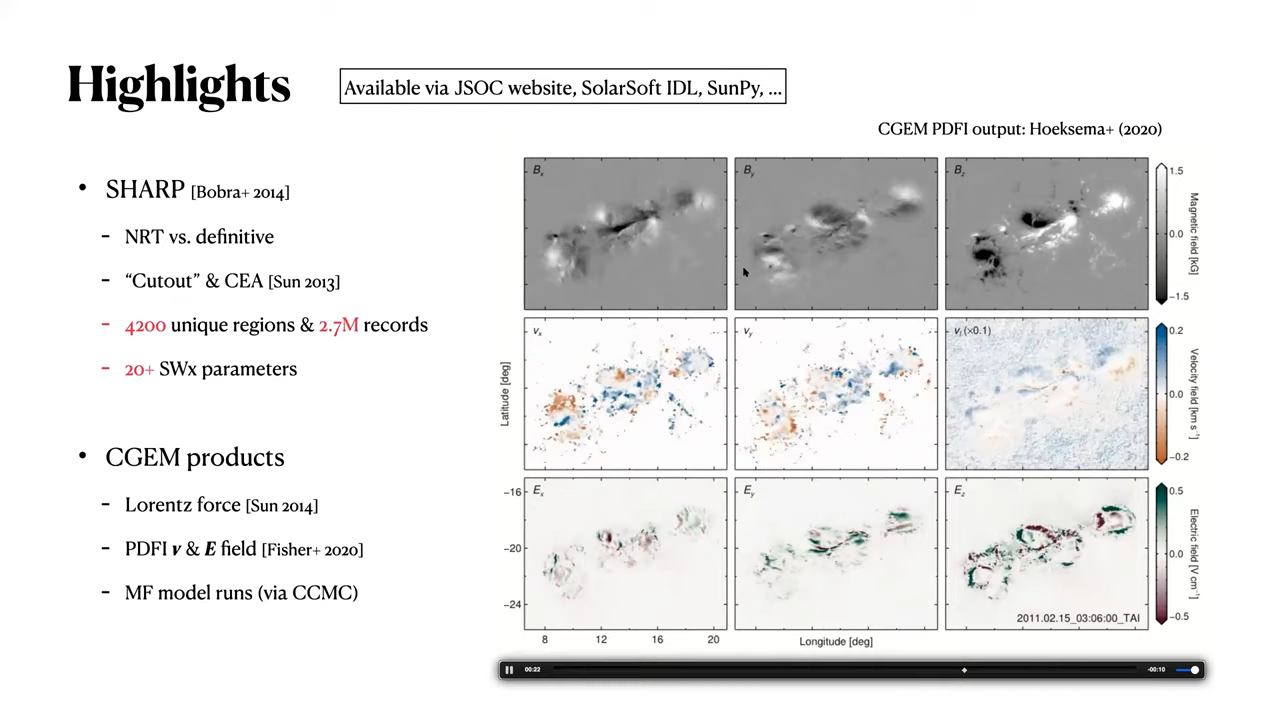 Highlights
Available via JSOC website, SolarSoft IDL, SunPy, ...
CGEM PDFI output: Hoeksema+ (2020)
• SHARP [Bobra+ 2014]
- NRT vs. definitive
- “Cutout” & CEA [Sun 2013]
- 4200 unique regions & 2.7M records
- 20+ SWx parameters
• CGEM products
- Lorentz force [Sun 2014]
- PDFI v & E field [Fisher+ 2020]
- MF model runs (via CCMC)
Bx
By
Bz
1.5
0.0
−1.5
Magnetic field [kG]
vx
vy
vl (×0.1)
0.2
0.0
−0.2
Velocity field [km s⁻¹]
Latitude [deg]
Ex
Ey
Ez
−16
−20
−24
0.5
0.0
−0.5
Electric field [V cm⁻¹]
2011.02.15_03:06:00_TAI
8 12 16 20
Longitude [deg]
00:22
-00:10